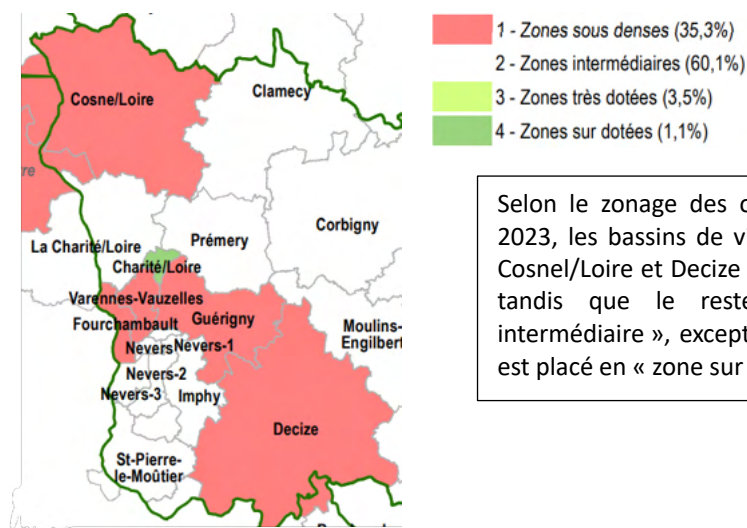 Cosne/Loire
Clamecy
re
La Charité/Loire
Prémery
Corbigny
Charité/Loire
Varennes-Vauzelles
Fourchambault
Guérigny
Moulins-
Engilbert
Nevers
Nevers-1
Nevers-2
Nevers-3
Imphy
Decize
St-Pierre-
le-Moûtier
1 - Zones sous denses (35,3%)
2 - Zones intermédiaires (60,1%)
3 - Zones très dotées (3,5%)
4 - Zones sur dotées (1,1%)
Selon le zonage des
2023, les bassins de
Cosnel/Loire et Decize
tandis que le reste
intermédiaire », except
est placé en « zone sur